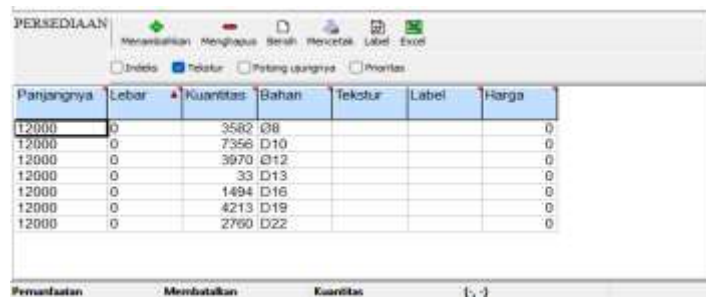 PERSEDIAAN
Menambahkan Menghapus Bersih Mencetak Label Excel
Indeks Tekstur Potong ujungnya Prioritas
Panjangnya Lebar Kuantitas Bahan Tekstur Label Harga
12000 0 3582 Ø8 0
12000 0 7356 D10 0
12000 0 3970 Ø12 0
12000 0 33 D13 0
12000 0 1494 D16 0
12000 0 4213 D19 0
12000 0 2760 D22 0
Pemanfaatan Membatalkan Kuantitas (-, -)